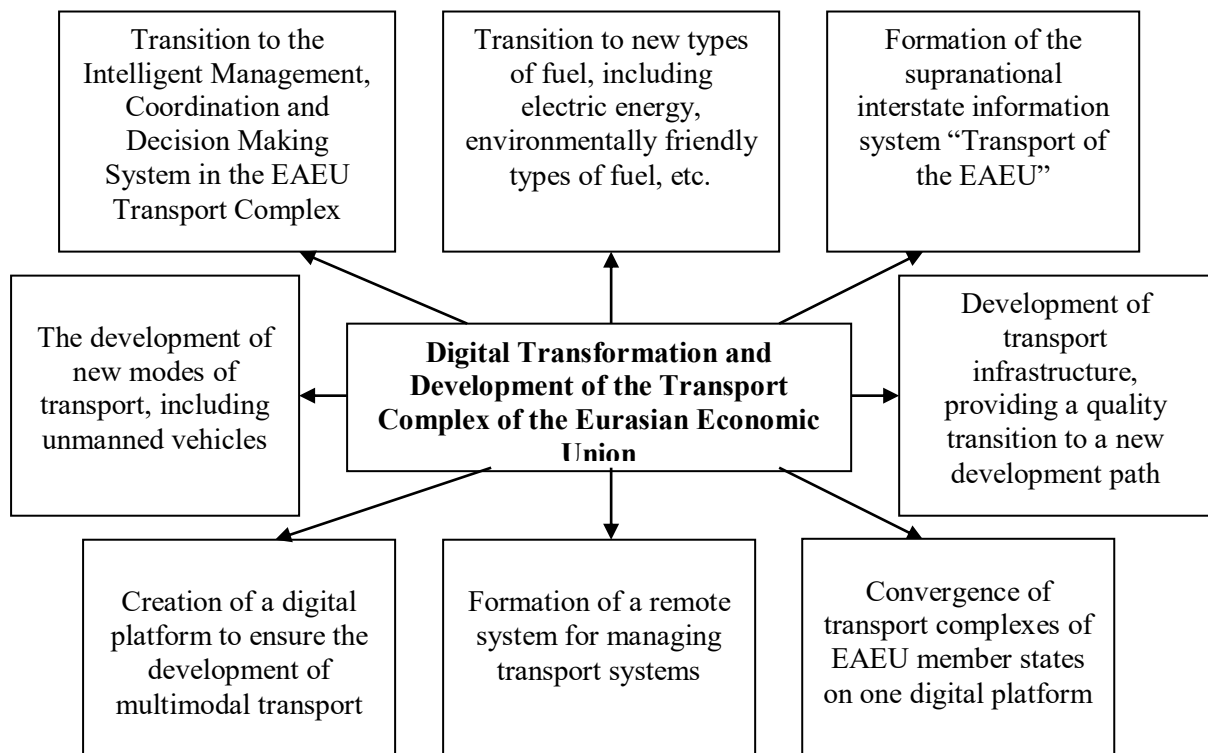 Transition to the
Intelligent Management,
Coordination and
Decision Making
System in the EAEU
Transport Complex
Transition to new types
of fuel, including
electric energy,
environmentally friendly
types of fuel, etc.
Formation of the
supranational
interstate information
system “Transport of
the EAEU”
The development of
new modes of
transport, including
unmanned vehicles
Digital Transformation and
Development of the Transport
Complex of the Eurasian Economic
Union
Development of
transport
infrastructure,
providing a quality
transition to a new
development path
Creation of a digital
platform to ensure the
development of
multimodal transport
Formation of a remote
system for managing
transport systems
Convergence of
transport complexes of
EAEU member states
on one digital platform